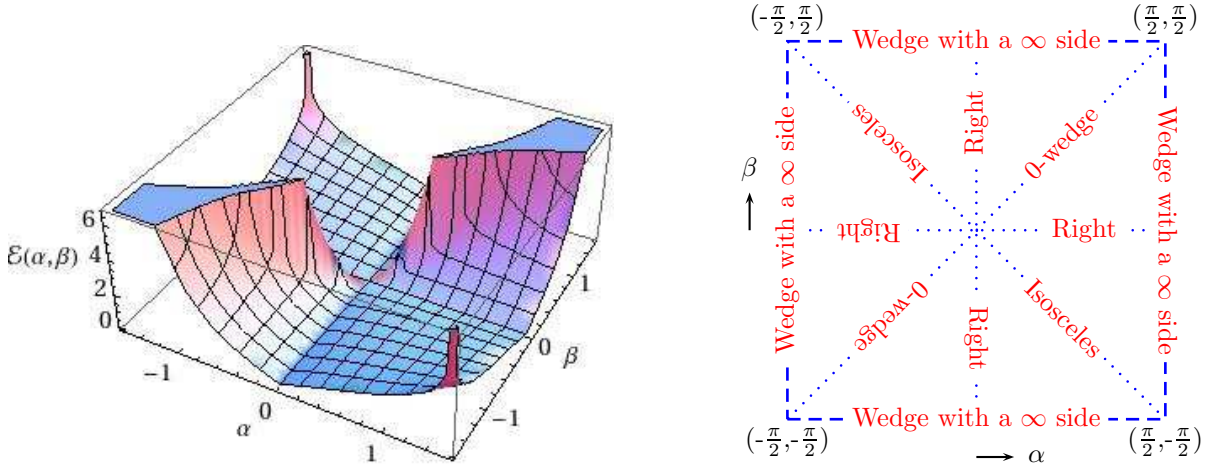 6
4
2
0
ℰ(α,β)
−1
0
1
α
−1
0
1
β
(-π/2,π/2)
(π/2,π/2)
Wedge with a ∞ side
Wedge with a ∞ side
Isosceles
Right
0-wedge
Wedge with a ∞ side
β
Right
Right
0-wedge
Right
Isosceles
Wedge with a ∞ side
(-π/2,-π/2)
(π/2,-π/2)
α